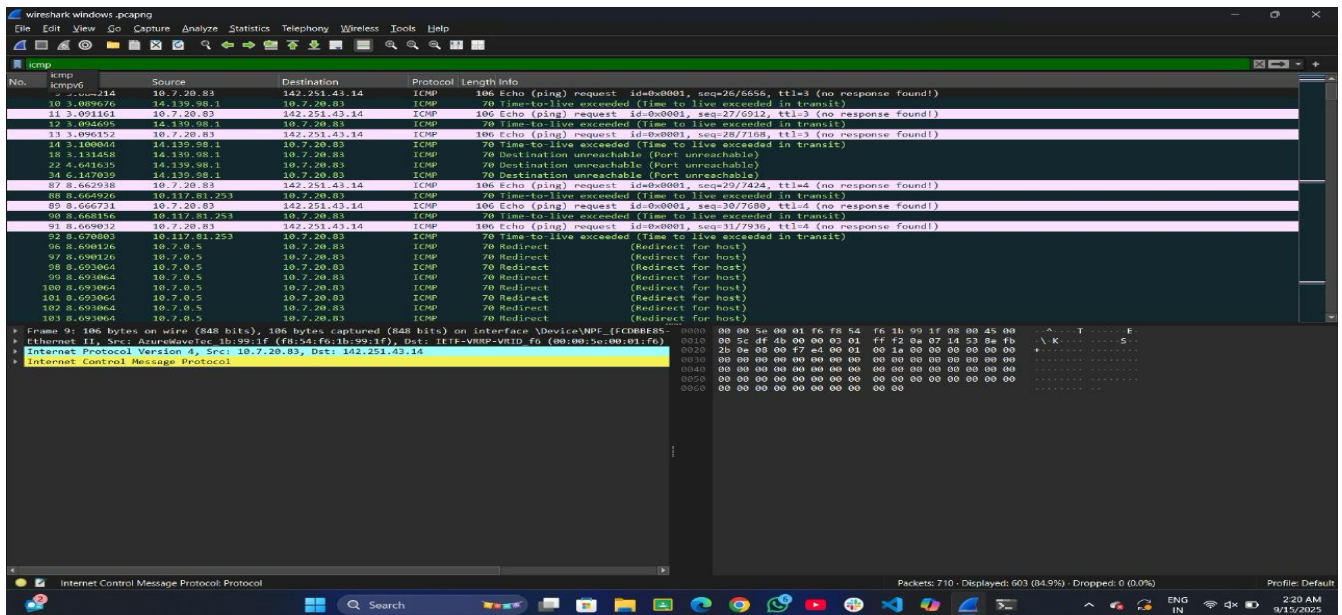 wireshark windows .pcapng
File Edit View Go Capture Analyze Statistics Telephony Wireless Tools Help
icmp
icmp
icmpv6
No. Source Destination Protocol Length Info
10.7.20.83 142.251.43.14 ICMP 106 Echo (ping) request id=0x0001, seq=26/6656, ttl=3 (no response found!)
10 3.089676 14.139.98.1 10.7.20.83 ICMP 70 Time-to-live exceeded (Time to live exceeded in transit)
11 3.091161 10.7.20.83 142.251.43.14 ICMP 106 Echo (ping) request id=0x0001, seq=27/6912, ttl=3 (no response found!)
12 3.094695 14.139.98.1 10.7.20.83 ICMP 70 Time-to-live exceeded (Time to live exceeded in transit)
13 3.096152 10.7.20.83 142.251.43.14 ICMP 106 Echo (ping) request id=0x0001, seq=28/7168, ttl=3 (no response found!)
14 3.100044 14.139.98.1 10.7.20.83 ICMP 70 Time-to-live exceeded (Time to live exceeded in transit)
18 3.131458 14.139.98.1 10.7.20.83 ICMP 70 Destination unreachable (Port unreachable)
22 4.641635 14.139.98.1 10.7.20.83 ICMP 70 Destination unreachable (Port unreachable)
34 6.147039 14.139.98.1 10.7.20.83 ICMP 70 Destination unreachable (Port unreachable)
87 8.662938 10.7.20.83 142.251.43.14 ICMP 106 Echo (ping) request id=0x0001, seq=29/7424, ttl=4 (no response found!)
88 8.664926 10.117.81.253 10.7.20.83 ICMP 70 Time-to-live exceeded (Time to live exceeded in transit)
89 8.666731 10.7.20.83 142.251.43.14 ICMP 106 Echo (ping) request id=0x0001, seq=30/7680, ttl=4 (no response found!)
90 8.668156 10.117.81.253 10.7.20.83 ICMP 70 Time-to-live exceeded (Time to live exceeded in transit)
91 8.669032 10.7.20.83 142.251.43.14 ICMP 106 Echo (ping) request id=0x0001, seq=31/7936, ttl=4 (no response found!)
92 8.670803 10.117.81.253 10.7.20.83 ICMP 70 Time-to-live exceeded (Time to live exceeded in transit)
96 8.690126 10.7.0.5 10.7.20.83 ICMP 70 Redirect (Redirect for host)
97 8.690126 10.7.0.5 10.7.20.83 ICMP 70 Redirect (Redirect for host)
98 8.693064 10.7.0.5 10.7.20.83 ICMP 70 Redirect (Redirect for host)
99 8.693064 10.7.0.5 10.7.20.83 ICMP 70 Redirect (Redirect for host)
100 8.693064 10.7.0.5 10.7.20.83 ICMP 70 Redirect (Redirect for host)
101 8.693064 10.7.0.5 10.7.20.83 ICMP 70 Redirect (Redirect for host)
102 8.693064 10.7.0.5 10.7.20.83 ICMP 70 Redirect (Redirect for host)
103 8.693064 10.7.0.5 10.7.20.83 ICMP 70 Redirect (Redirect for host)
Frame 9: 106 bytes on wire (848 bits), 106 bytes captured (848 bits) on interface \Device\NPF_{FCDBBE85-
Ethernet II, Src: AzureWaveTec_1b:99:1f (f8:54:f6:1b:99:1f), Dst: IETF-VRRP-VRID_f6 (00:00:5e:00:01:f6)
Internet Protocol Version 4, Src: 10.7.20.83, Dst: 142.251.43.14
Internet Control Message Protocol
0000 00 00 5e 00 01 f6 f8 54 f6 1b 99 1f 08 00 45 00 ··^····T ······E·
0010 00 5c df 4b 00 00 03 01 ff f2 0a 07 14 53 8e fb ·\·K···· ·····S··
0020 2b 0e 08 00 f7 e4 00 01 00 1a 00 00 00 00 00 00 +······· ········
0030 00 00 00 00 00 00 00 00 00 00 00 00 00 00 00 00 ········ ········
0040 00 00 00 00 00 00 00 00 00 00 00 00 00 00 00 00 ········ ········
0050 00 00 00 00 00 00 00 00 00 00 00 00 00 00 00 00 ········ ········
0060 00 00 00 00 00 00 00 00 00 00 ········ ··
Internet Control Message Protocol: Protocol
Packets: 710 · Displayed: 603 (84.9%) · Dropped: 0 (0.0%)
Profile: Default
Search
ENG
IN
2:20 AM
9/15/2025